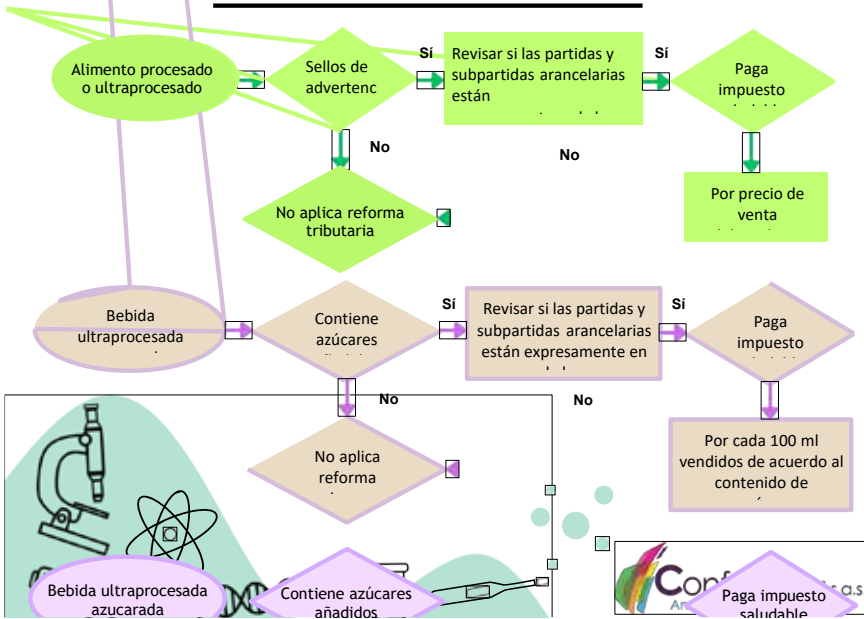 Alimento procesado
o ultraprocesado
Sellos de
advertenc
Sí
Revisar si las partidas y
subpartidas arancelarias
están
Sí
Paga
impuesto
No
No
No aplica reforma
tributaria
Por precio de
venta
Bebida
ultraprocesada
Contiene
azúcares
Sí
Revisar si las partidas y
subpartidas arancelarias
están expresamente en
Sí
Paga
impuesto
No
No
No aplica
reforma
Por cada 100 ml
vendidos de acuerdo al
contenido de
Bebida ultraprocesada
azucarada
Contiene azúcares
añadidos
Paga impuesto
saludable
s a.s